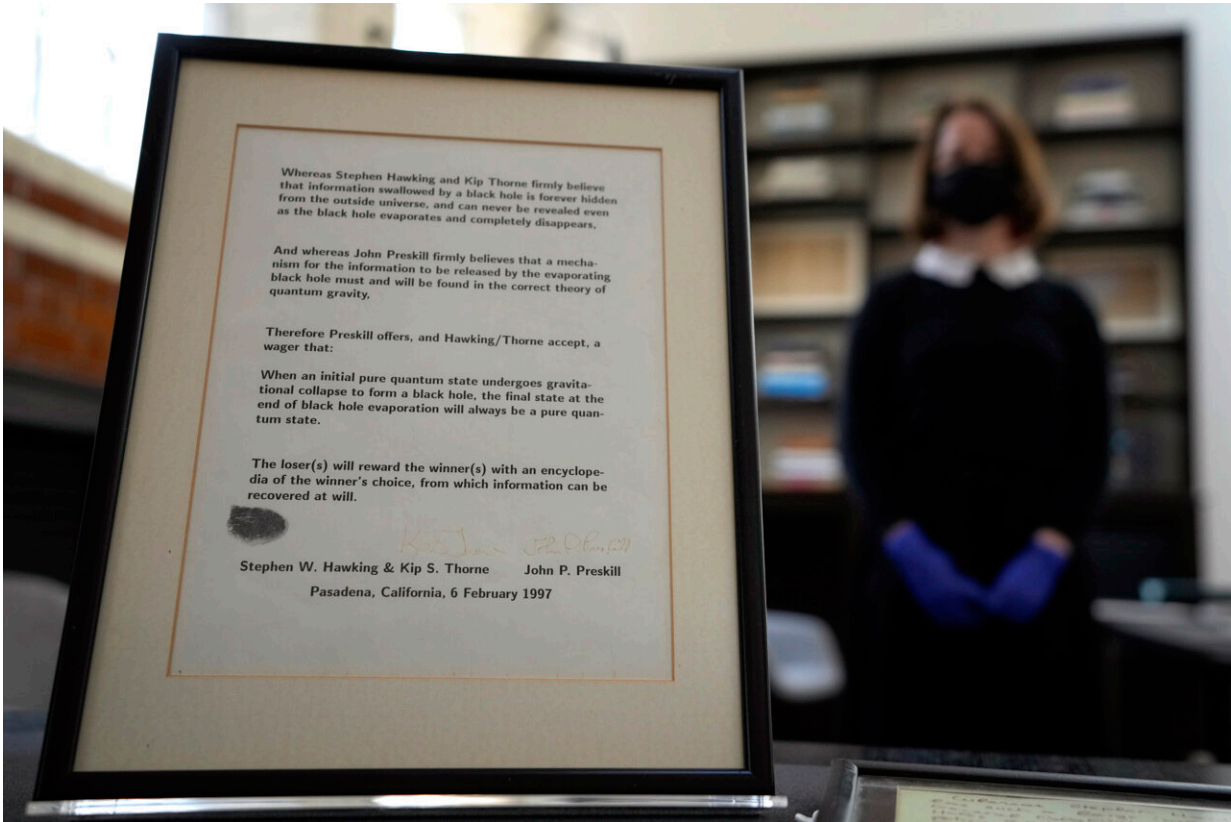 Whereas Stephen Hawking and Kip Thorne firmly believe
that information swallowed by a black hole is forever hidden
from the outside universe, and can never be revealed even
as the black hole evaporates and completely disappears,
And whereas John Preskill firmly believes that a mecha-
nism for the information to be released by the evaporating
black hole must and will be found in the correct theory of
quantum gravity,
Therefore Preskill offers, and Hawking/Thorne accept, a
wager that:
When an initial pure quantum state undergoes gravita-
tional collapse to form a black hole, the final state at the
end of black hole evaporation will always be a pure quan-
tum state.
The loser(s) will reward the winner(s) with an encyclope-
dia of the winner's choice, from which information can be
recovered at will.
Stephen W. Hawking & Kip S. Thorne John P. Preskill
Pasadena, California, 6 February 1997